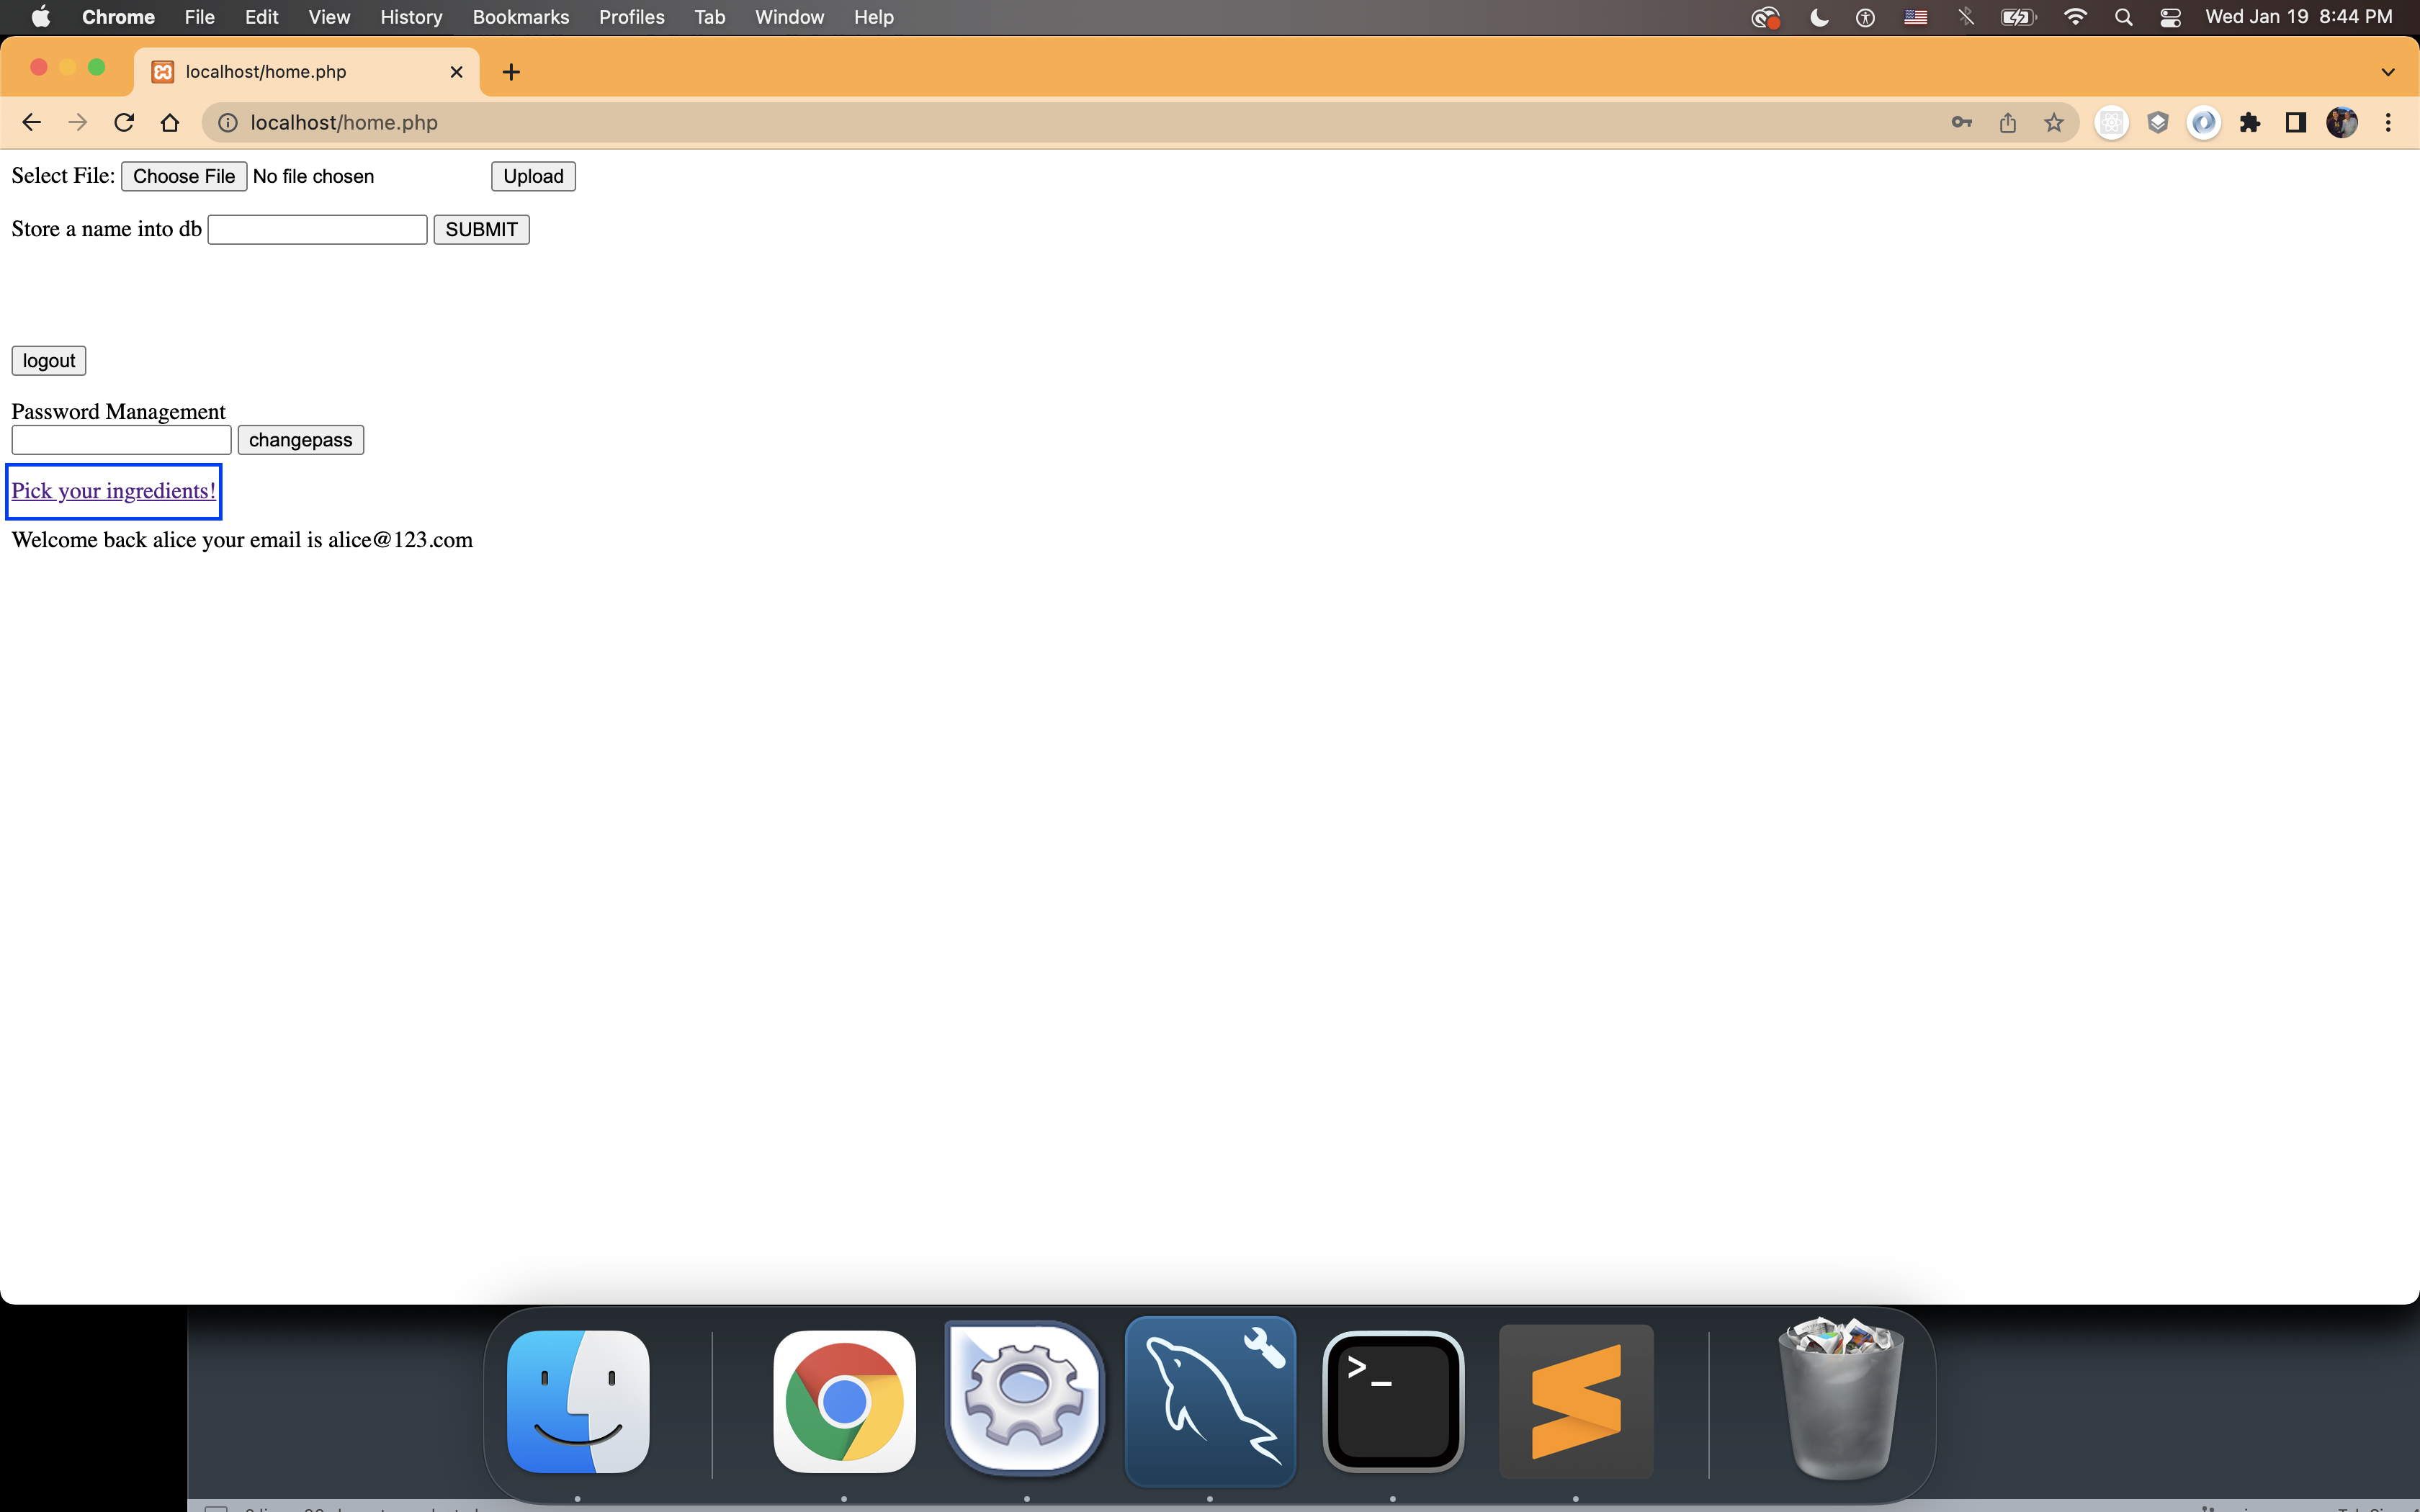 Chrome File Edit View History Bookmarks Profiles Tab Window Help Wed Jan 19 8:44 PM
localhost/home.php
localhost/home.php
Select File: Choose File No file chosen Upload
Store a name into db SUBMIT
logout
Password Management
changepass
Pick your ingredients!
Welcome back alice your email is alice@123.com
>_